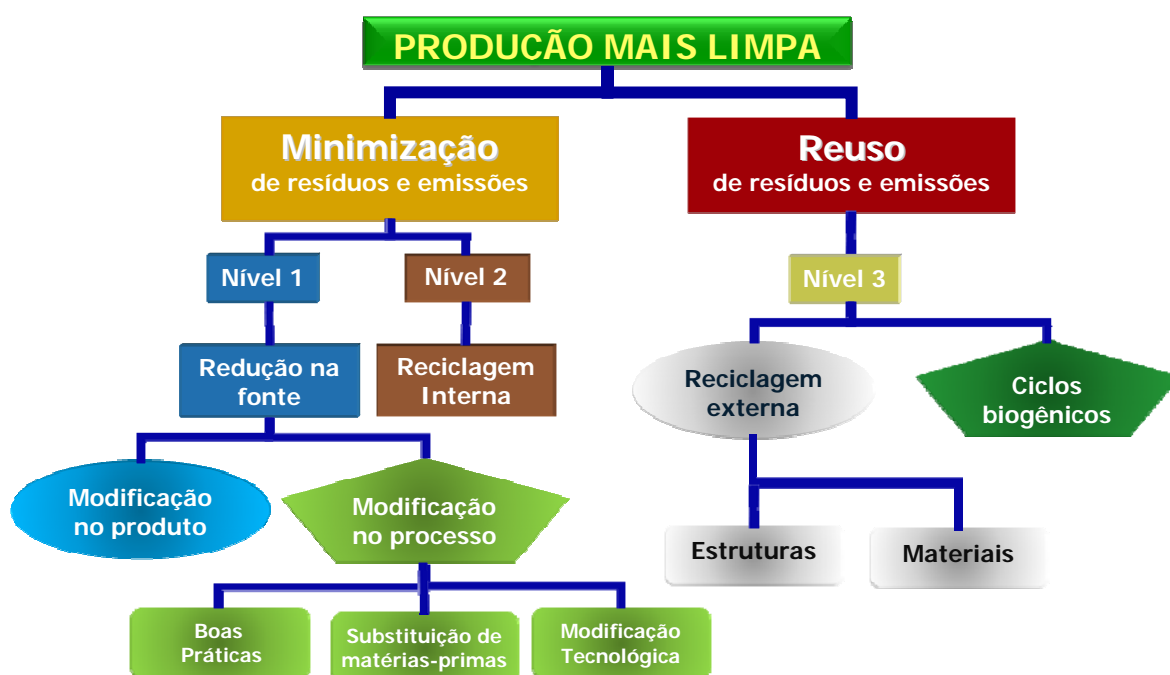 PRODUCÃO MAIS LIMPA
Minimização
de resíduos e emissões
Reuso
de resíduos e emissões
Nível 1
Nível 2
Nível 3
Redução na
fonte
Reciclagem
Interna
Reciclagem
externa
Ciclos
biogênicos
Modificação
no produto
Modificação
no processo
Estruturas
Materiais
Boas
Práticas
Substituição de
matérias-primas
Modificação
Tecnológica